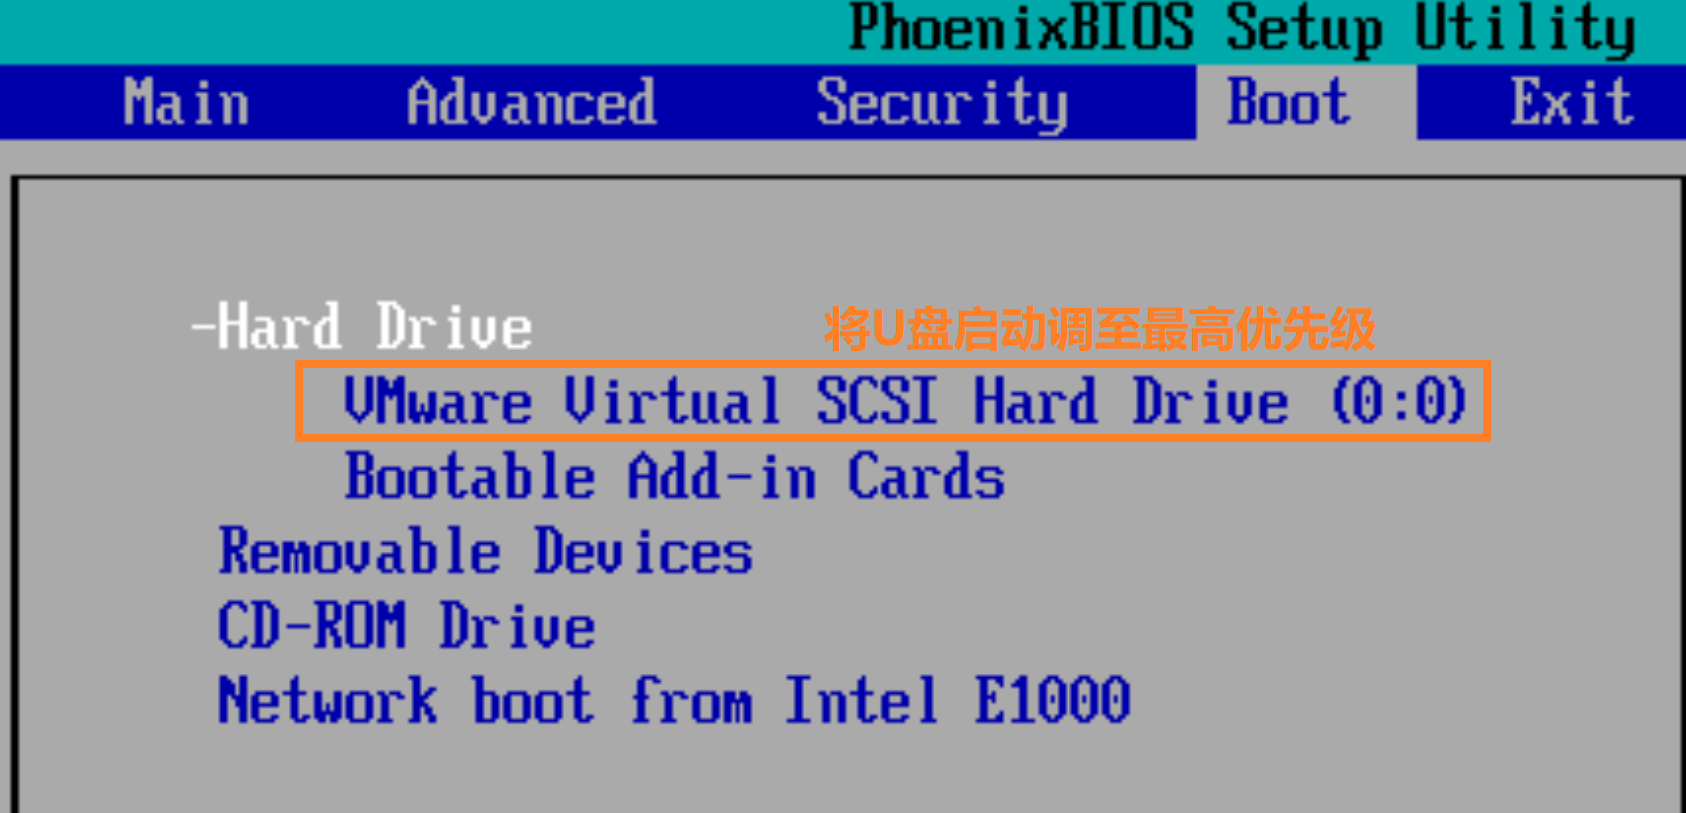 PhoenixBIOS Setup Utility
Main Advanced Security Boot Exit
-Hard Drive 将U盘启动调至最高优先级
VMware Virtual SCSI Hard Drive (0:0)
Bootable Add-in Cards
Removable Devices
CD-ROM Drive
Network boot from Intel E1000